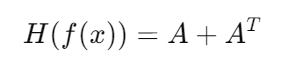 H(f(x)) = A + A^T